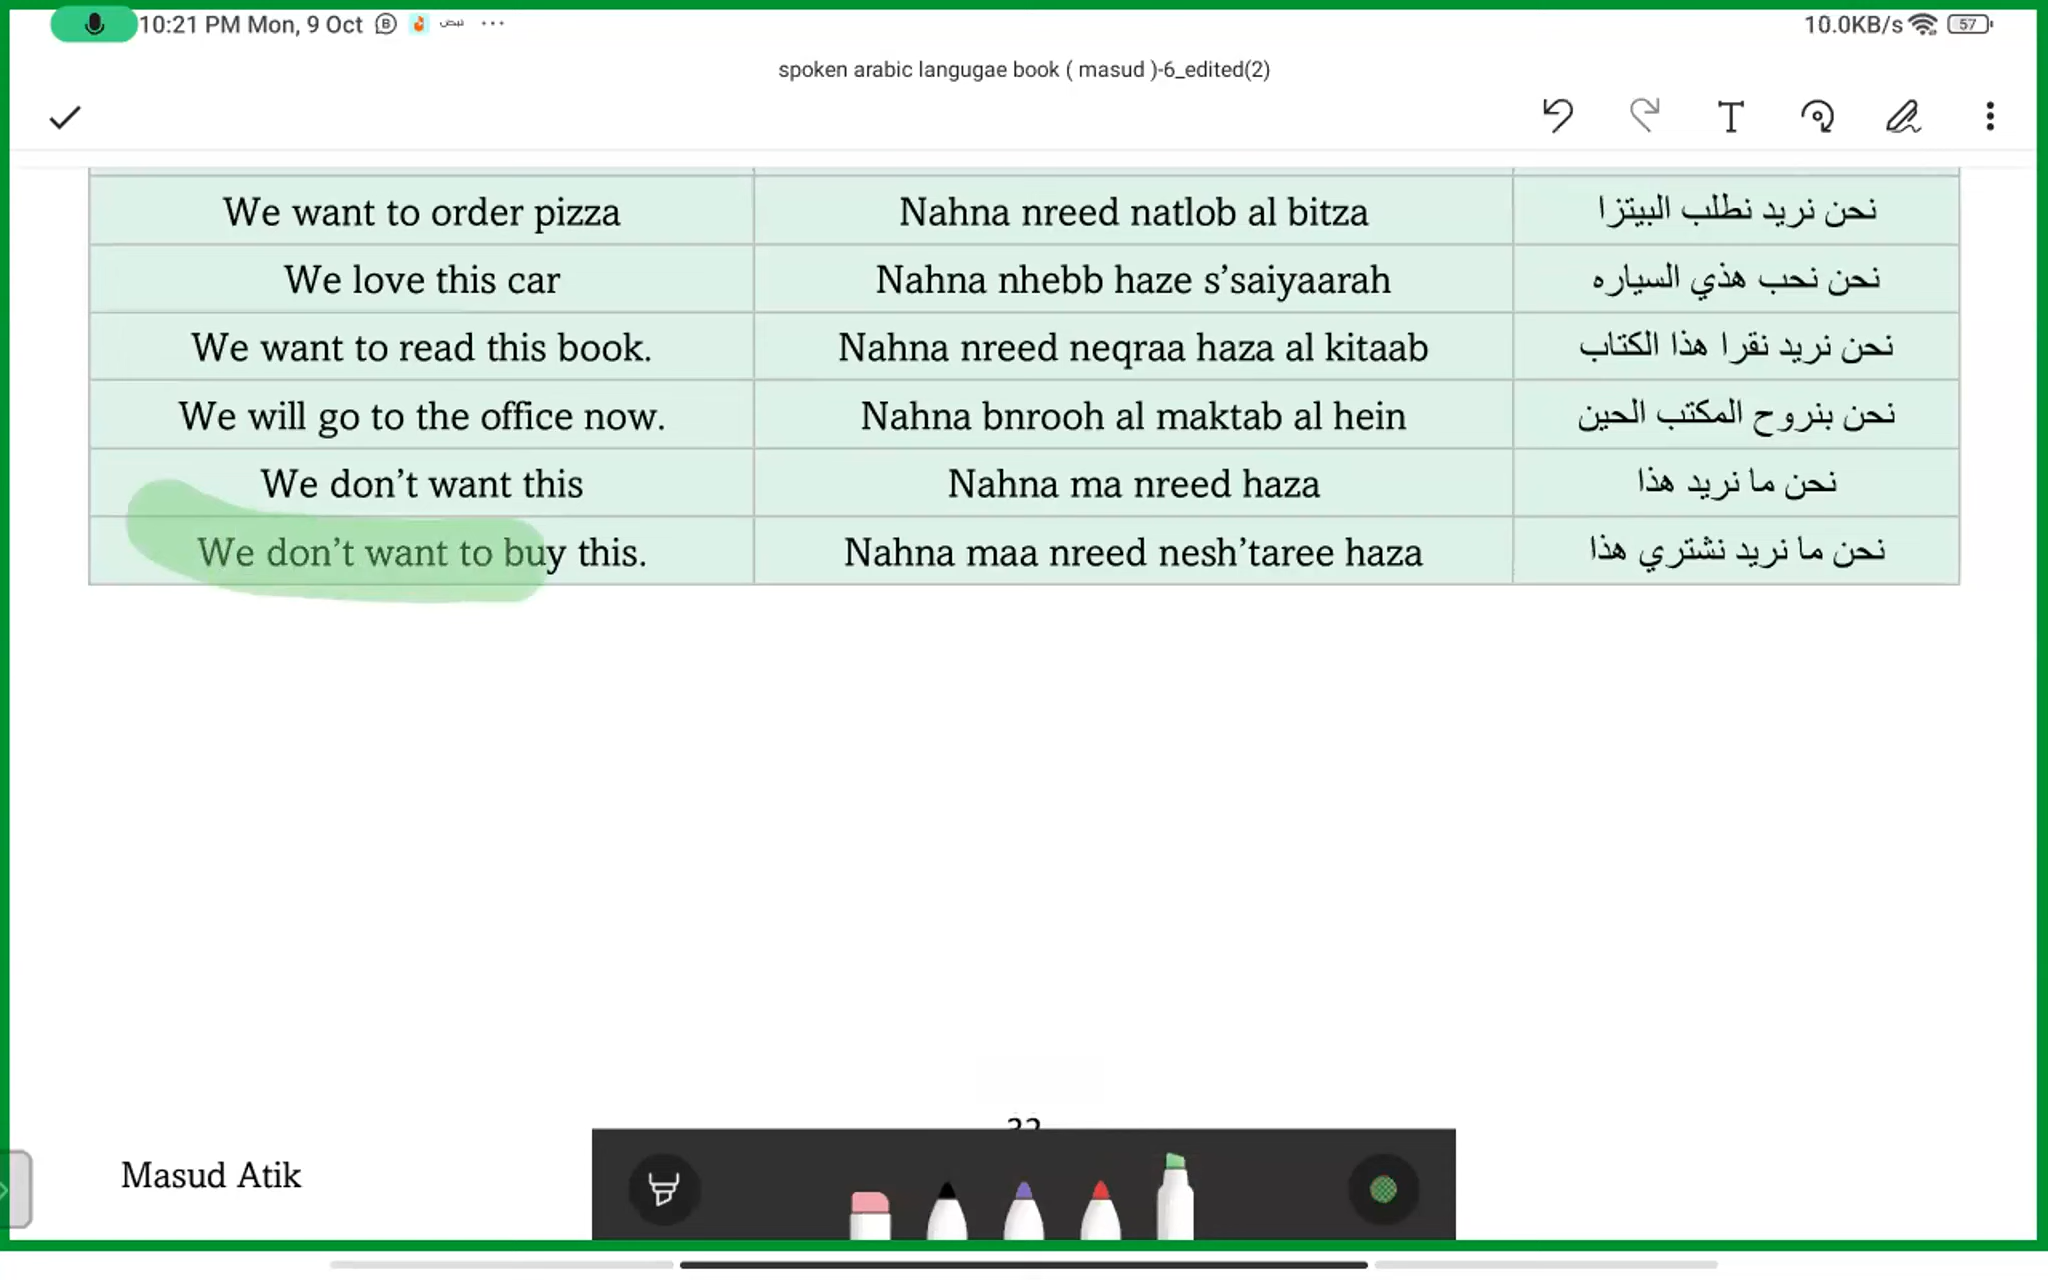 10:21 PM Mon, 9 Oct نبض ...
10.0KB/s 57
spoken arabic langugae book ( masud )-6_edited(2)
We want to order pizza Nahna nreed natlob al bitza نحن نريد نطلب البيتزا
We love this car Nahna nhebb haze s’saiyaarah نحن نحب هذي السياره
We want to read this book. Nahna nreed neqraa haza al kitaab نحن نريد نقرا هذا الكتاب
We will go to the office now. Nahna bnrooh al maktab al hein نحن بنروح المكتب الحين
We don’t want this Nahna ma nreed haza نحن ما نريد هذا
We don’t want to buy this. Nahna maa nreed nesh’taree haza نحن ما نريد نشتري هذا
Masud Atik